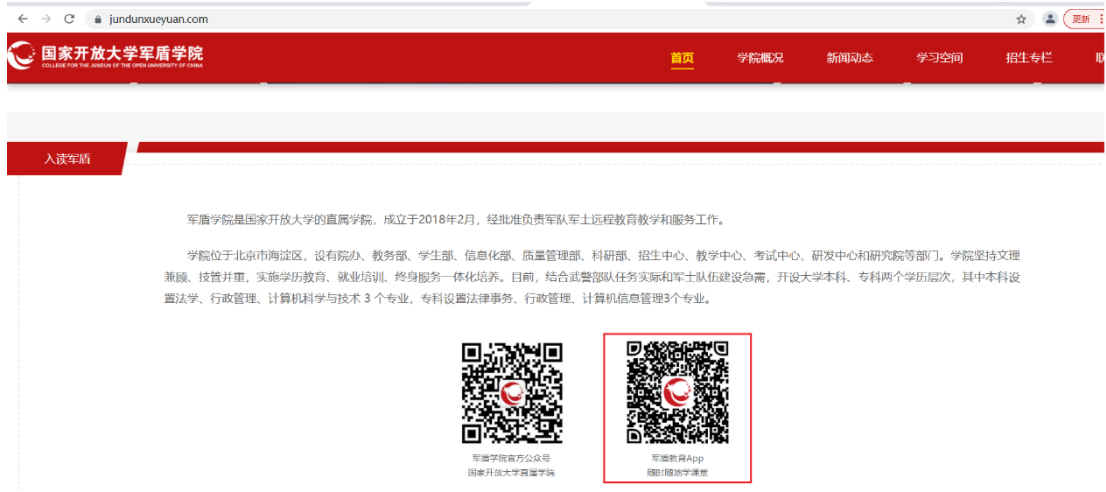 jundunxueyuan.com
更新
国家开放大学军盾学院
COLLEGE FOR THE JUNDUN OF THE OPEN UNIVERSITY OF CHINA
首页 学院概况 新闻动态 学习空间 招生专栏
入读军盾
军盾学院是国家开放大学的直属学院，成立于2018年2月，经批准负责军队军士远程教育教学和服务工作。
学院位于北京市海淀区，设有院办、教务部、学生部、信息化部、质量管理部、科研部、招生中心、教学中心、考试中心、研发中心和研究院等部门。学院坚持文理
兼顾、技管并重，实施学历教育、就业培训、终身服务一体化培养。目前，结合武警部队任务实际和军士队伍建设急需，开设大学本科、专科两个学历层次，其中本科设
置法学、行政管理、计算机科学与技术 3 个专业，专科设置法律事务、行政管理、计算机信息管理3个专业。
军盾学院官方公众号
国家开放大学直属学院
军盾教育App
随时随地学课堂